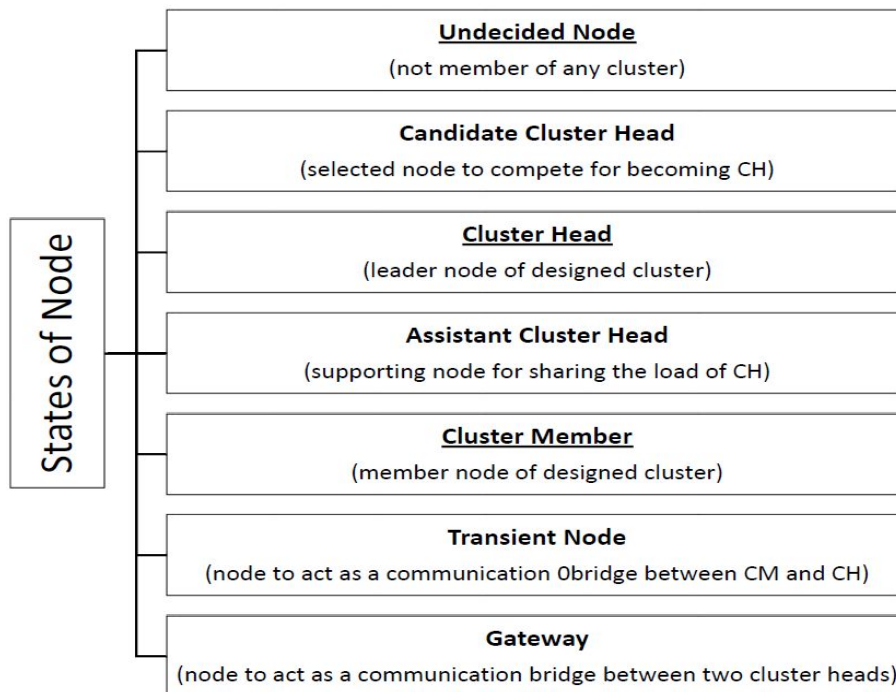 States of Node
Undecided Node
(not member of any cluster)
Candidate Cluster Head
(selected node to compete for becoming CH)
Cluster Head
(leader node of designed cluster)
Assistant Cluster Head
(supporting node for sharing the load of CH)
Cluster Member
(member node of designed cluster)
Transient Node
(node to act as a communication 0bridge between CM and CH)
Gateway
(node to act as a communication bridge between two cluster heads)